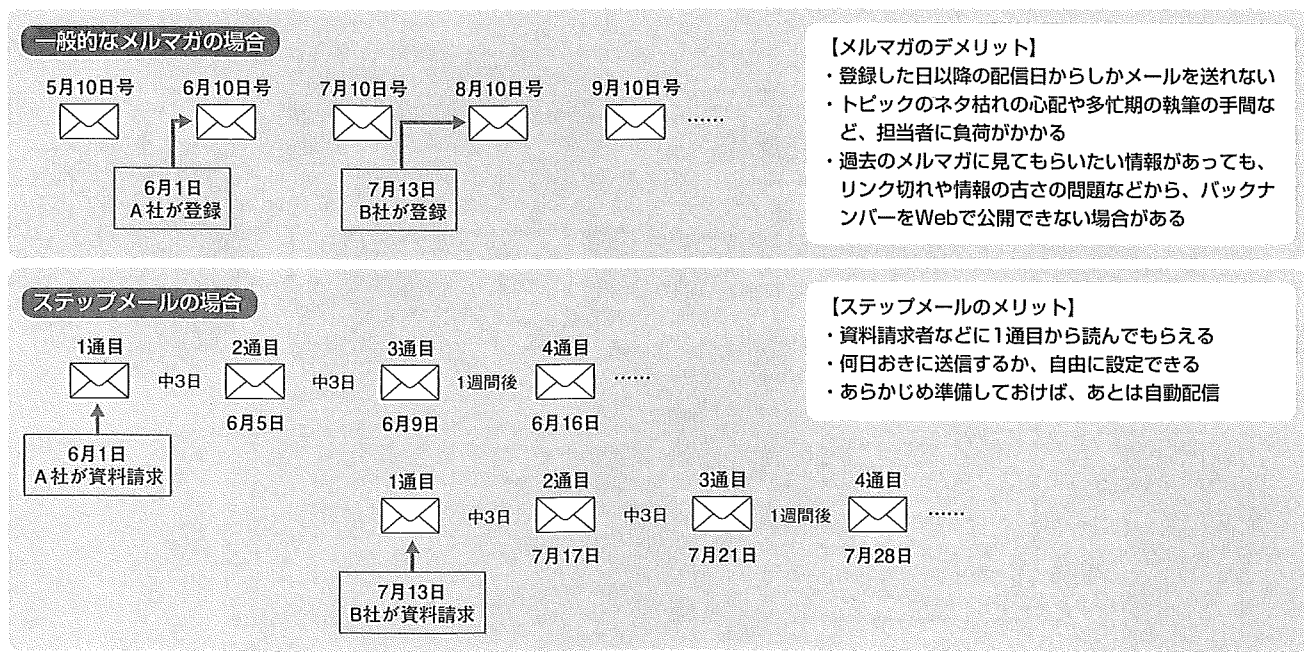 一般的なメルマガの場合
5月10日号 6月10日号 7月10日号 8月10日号 9月10日号
……
6月1日
A社が登録
7月13日
B社が登録
【メルマガのデメリット】
・登録した日以降の配信日からしかメールを送れない
・トピックのネタ枯れの心配や多忙期の執筆の手間な
ど、担当者に負荷がかかる
・過去のメルマガに見てもらいたい情報があっても、
リンク切れや情報の古さの問題などから、バックナ
ンバーをWebで公開できない場合がある
ステップメールの場合
1通目 2通目 3通目 4通目
中3日 中3日 1週間後 ……
6月5日 6月9日 6月16日
6月1日
A社が資料請求
1通目 2通目 3通目 4通目
中3日 中3日 1週間後 ……
7月17日 7月21日 7月28日
7月13日
B社が資料請求
【ステップメールのメリット】
・資料請求者などに1通目から読んでもらえる
・何日おきに送信するか、自由に設定できる
・あらかじめ準備しておけば、あとは自動配信